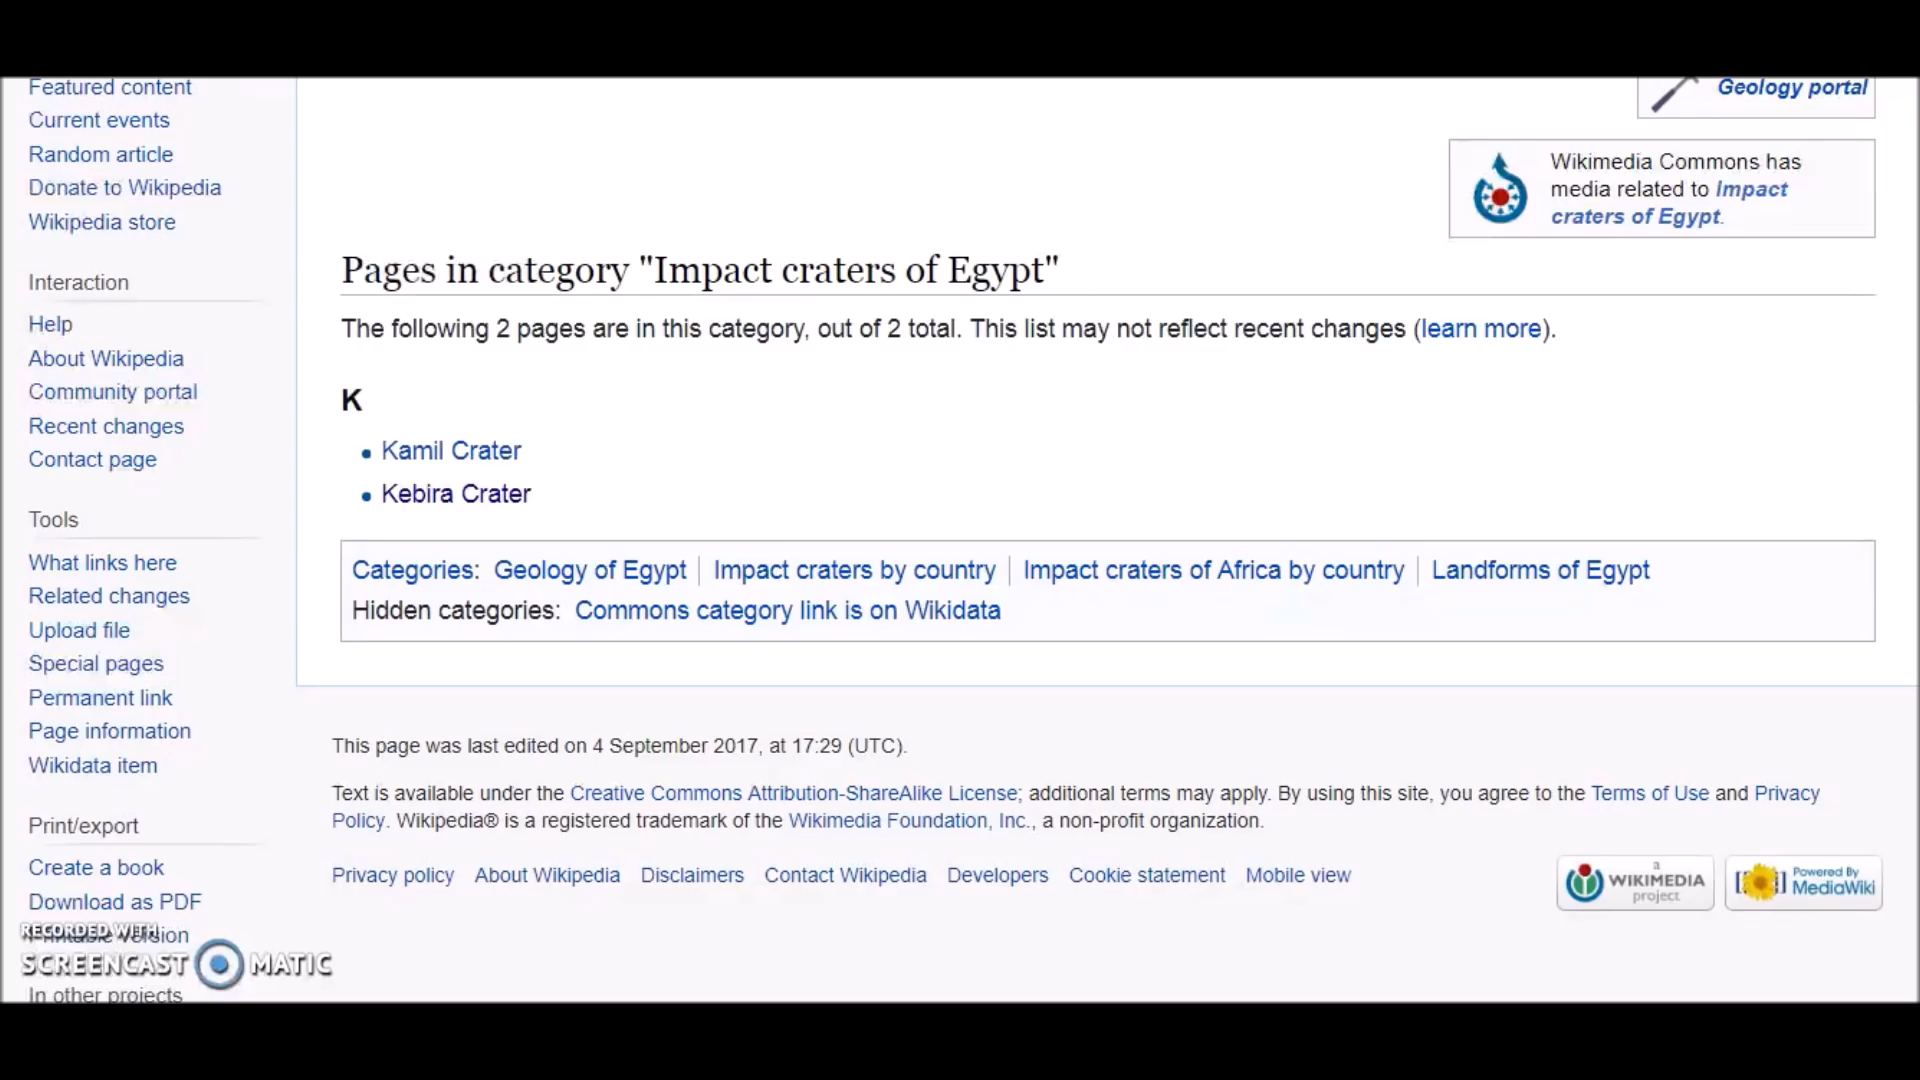 Featured content
Current events
Random article
Donate to Wikipedia
Wikipedia store
Interaction
Help
About Wikipedia
Community portal
Recent changes
Contact page
Tools
What links here
Related changes
Upload file
Special pages
Permanent link
Page information
Wikidata item
Print/export
Create a book
Download as PDF
Printable version
In other projects
Geology portal
Wikimedia Commons has
media related to Impact
craters of Egypt.
Pages in category "Impact craters of Egypt"
The following 2 pages are in this category, out of 2 total. This list may not reflect recent changes (learn more).
K
Kamil Crater
Kebira Crater
Categories: Geology of Egypt | Impact craters by country | Impact craters of Africa by country | Landforms of Egypt
Hidden categories: Commons category link is on Wikidata
This page was last edited on 4 September 2017, at 17:29 (UTC).
Text is available under the Creative Commons Attribution-ShareAlike License; additional terms may apply. By using this site, you agree to the Terms of Use and Privacy
Policy. Wikipedia® is a registered trademark of the Wikimedia Foundation, Inc., a non-profit organization.
Privacy policy About Wikipedia Disclaimers Contact Wikipedia Developers Cookie statement Mobile view
a
WIKIMEDIA
project
Powered By
MediaWiki
RECORDED WITH
SCREENCAST MATIC